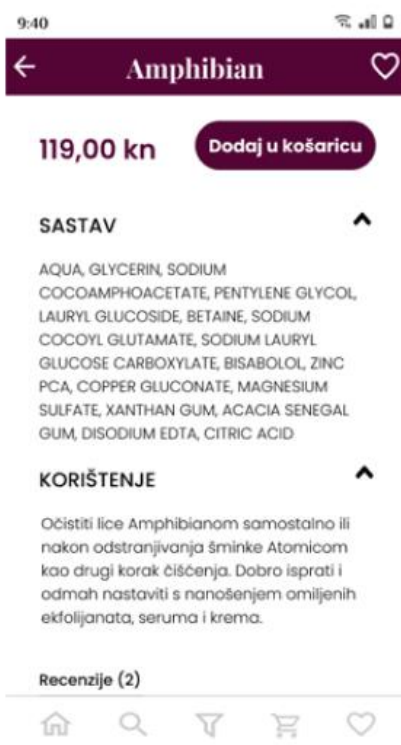 9:40
Amphibian
119,00 kn
Dodaj u košaricu
SASTAV
AQUA, GLYCERIN, SODIUM
COCOAMPHOACETATE, PENTYLENE GLYCOL,
LAURYL GLUCOSIDE, BETAINE, SODIUM
COCOYL GLUTAMATE, SODIUM LAURYL
GLUCOSE CARBOXYLATE, BISABOLOL, ZINC
PCA, COPPER GLUCONATE, MAGNESIUM
SULFATE, XANTHAN GUM, ACACIA SENEGAL
GUM, DISODIUM EDTA, CITRIC ACID
KORIŠTENJE
Očistiti lice Amphibianom samostalno ili
nakon odstranjivanja šminke Atomicom
kao drugi korak čišćenja. Dobro isprati i
odmah nastaviti s nanošenjem omiljenih
ekfolijanata, seruma i krema.
Recenzije (2)